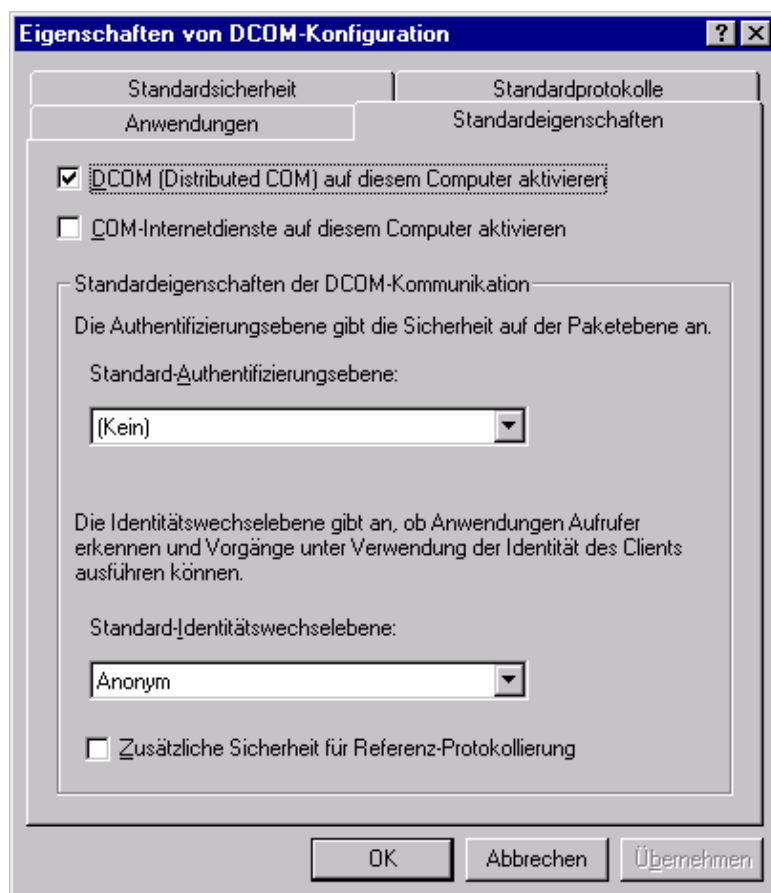 Eigenschaften von DCOM-Konfiguration
Standardsicherheit
Standardprotokolle
Anwendungen
Standardeigenschaften
DCOM (Distributed COM) auf diesem Computer aktivieren
COM-Internetdienste auf diesem Computer aktivieren
Standardeigenschaften der DCOM-Kommunikation
Die Authentifizierungsebene gibt die Sicherheit auf der Paketebene an.
Standard-Authentifizierungsebene:
(Kein)
Die Identitätswechselebene gibt an, ob Anwendungen Aufrufer
erkennen und Vorgänge unter Verwendung der Identität des Clients
ausführen können.
Standard-Identitätswechselebene:
Anonym
Zusätzliche Sicherheit für Referenz-Protokollierung
OK
Abbrechen
Übernehmen